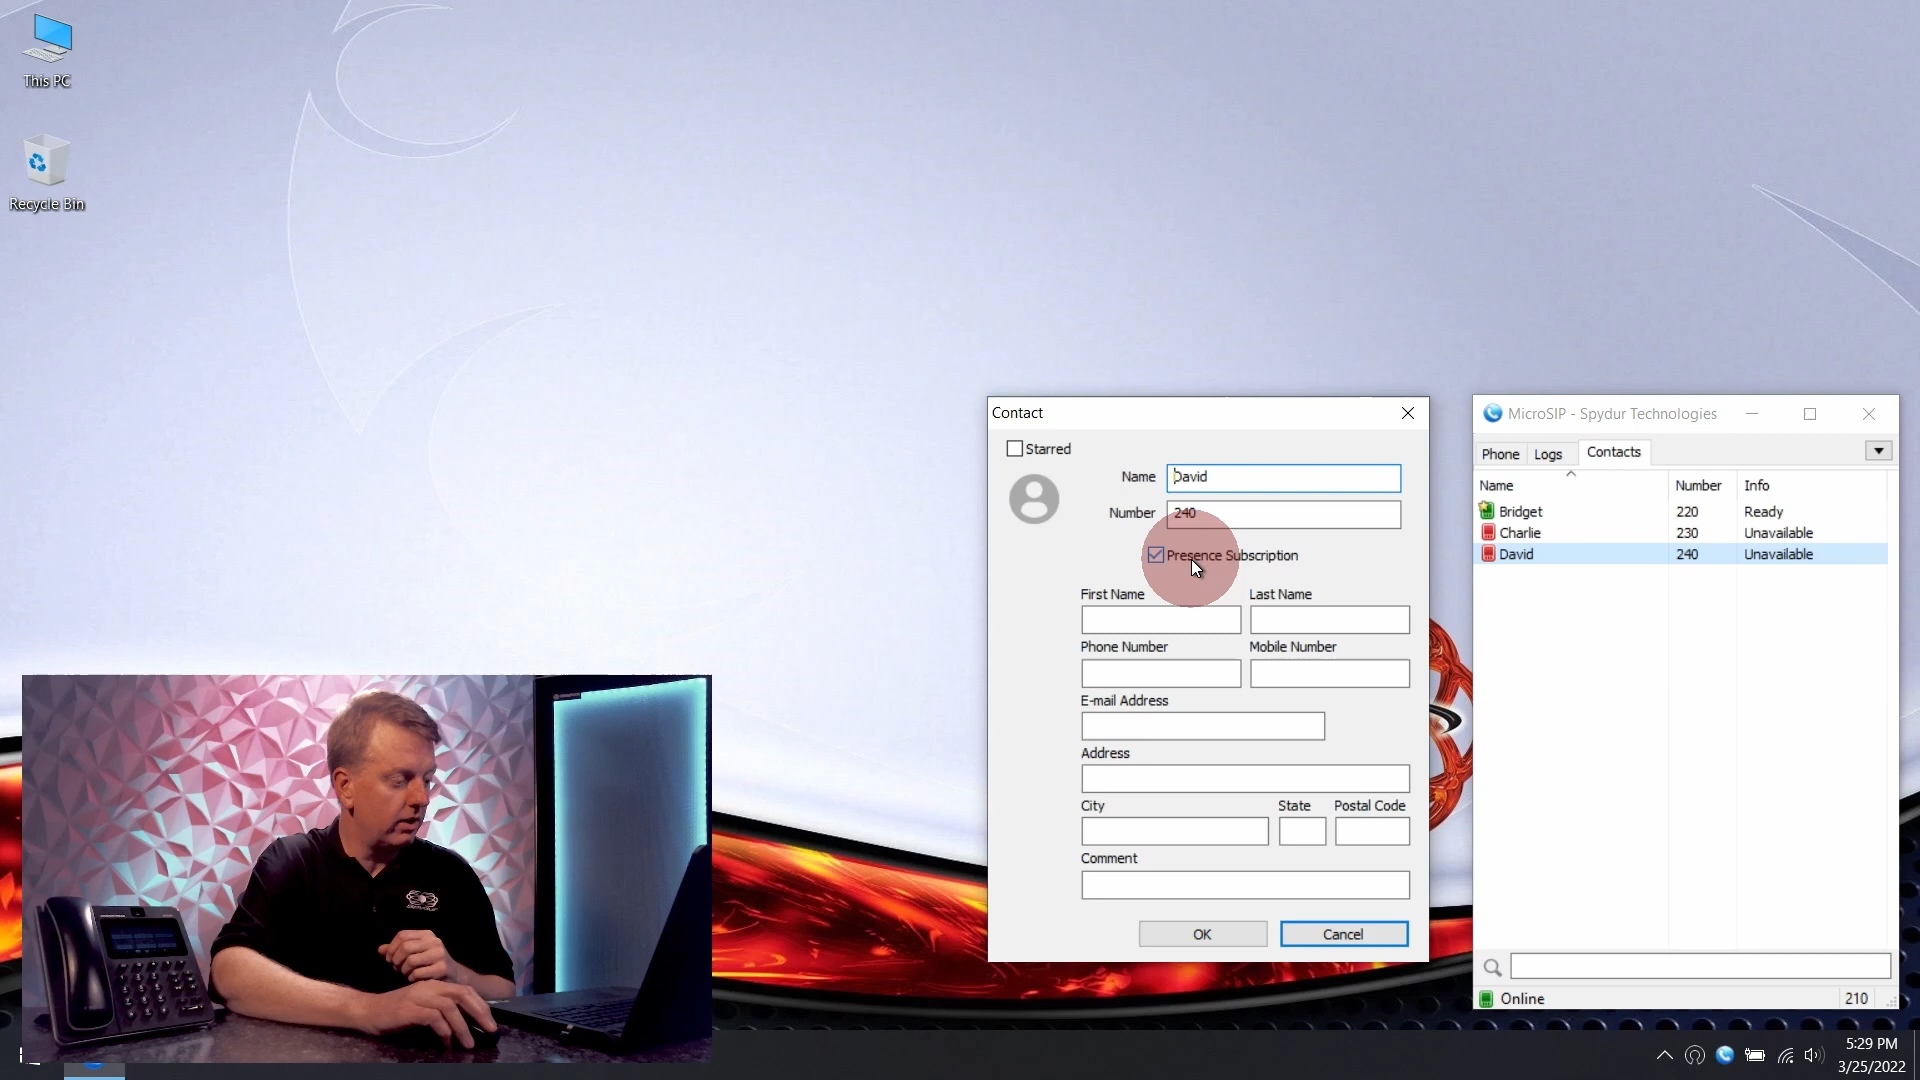 This PC
Recycle Bin
Contact
Starred
Name
David
Number
240
Presence Subscription
First Name
Last Name
Phone Number
Mobile Number
E-mail Address
Address
City
State
Postal Code
Comment
OK
Cancel
MicroSIP - Spydur Technologies
Phone
Logs
Contacts
Name
Number
Info
Bridget
220
Ready
Charlie
230
Unavailable
David
240
Unavailable
Online
210
5:29 PM
3/25/2022